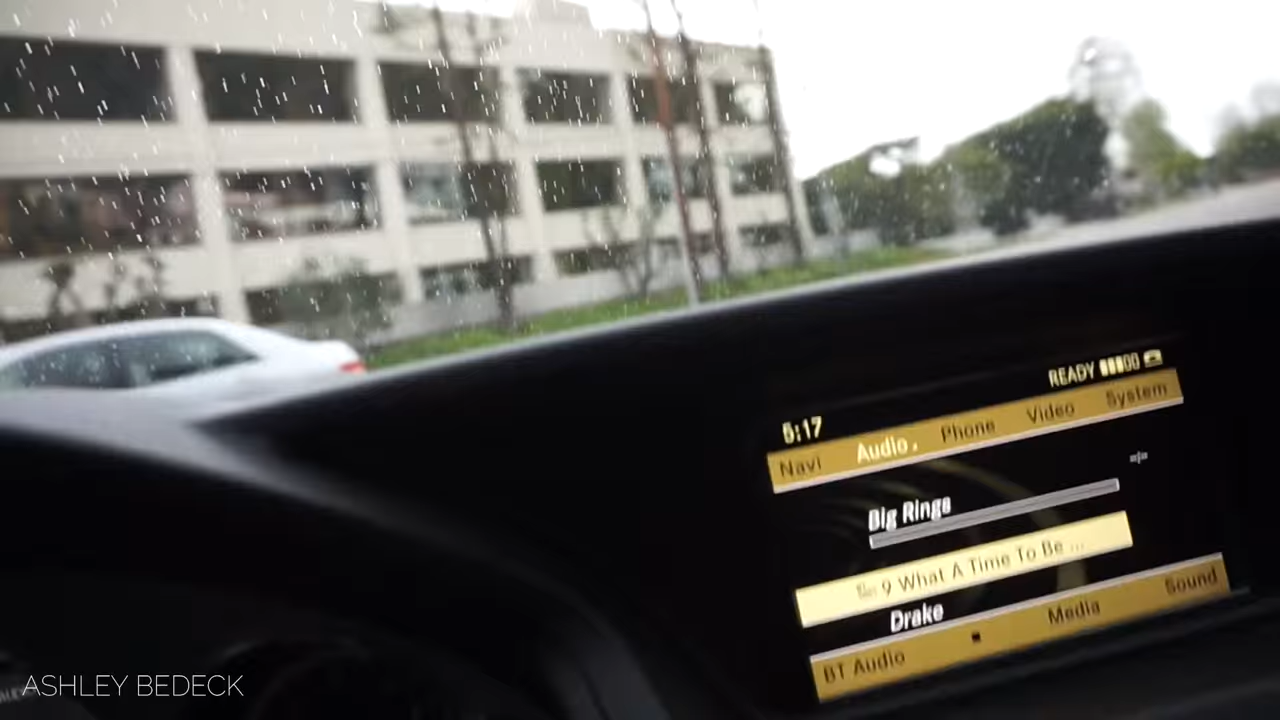 READY
5:17
Navi Audio Phone Video System
Big Rings
9 What A Time To Be ...
Drake
BT Audio Media Sound
ASHLEY BEDECK